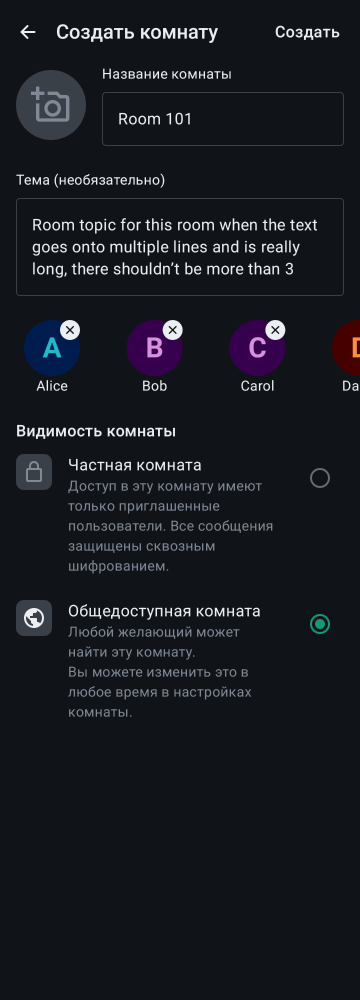 Создать комнату
Создать
Название комнаты
Room 101
Тема (необязательно)
Room topic for this room when the text
goes onto multiple lines and is really
long, there shouldn’t be more than 3
A
B
C
Alice
Bob
Carol
Da
Видимость комнаты
Частная комната
Доступ в эту комнату имеют
только приглашенные
пользователи. Все сообщения
защищены сквозным
шифрованием.
Общедоступная комната
Любой желающий может
найти эту комнату.
Вы можете изменить это в
любое время в настройках
комнаты.